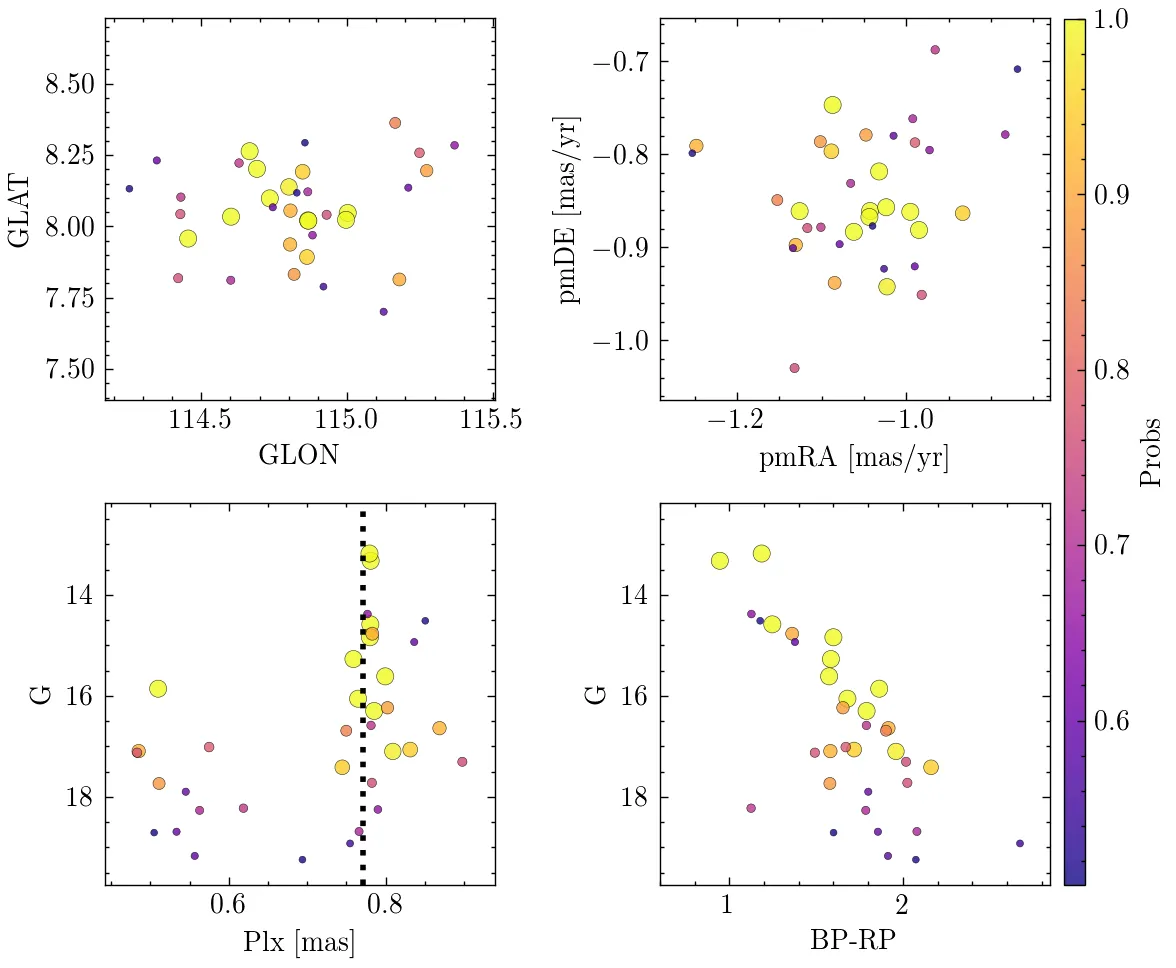 8.50
8.25
8.00
7.75
7.50
GLAT
114.5 115.0 115.5
GLON
−0.7
−0.8
−0.9
−1.0
pmDE [mas/yr]
−1.2 −1.0
pmRA [mas/yr]
14
16
18
G
0.6 0.8
Plx [mas]
14
16
18
G
1 2
BP-RP
1.0
0.9
0.8
0.7
0.6
Probs